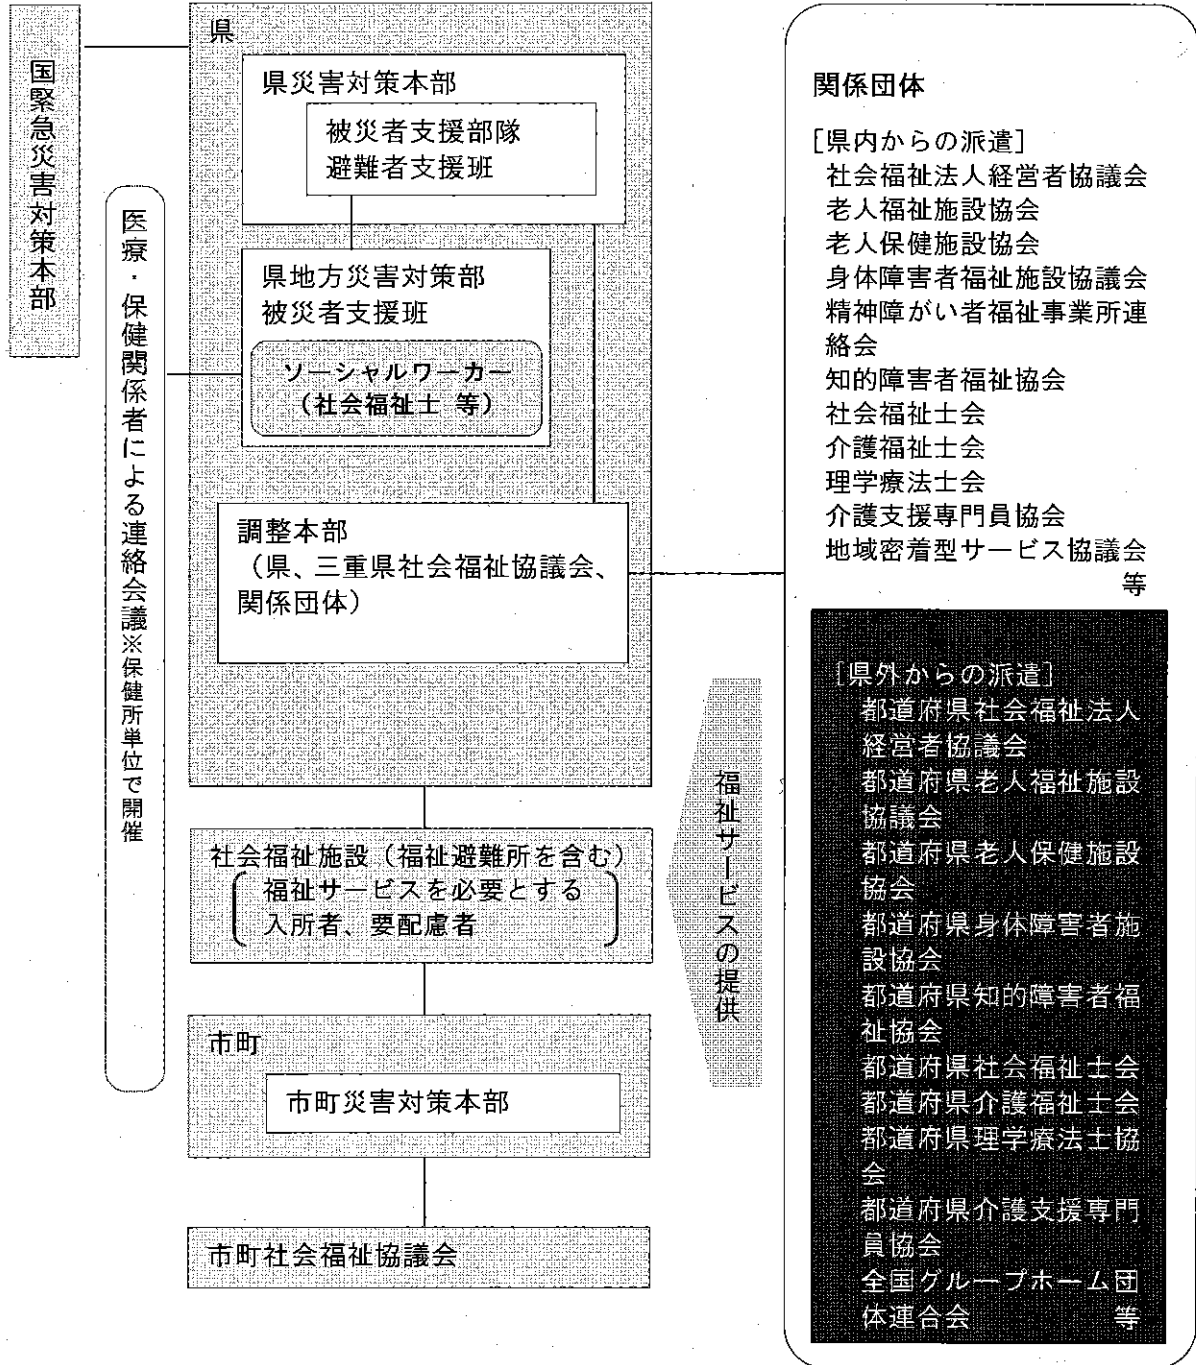 国緊急災害対策本部
医療・保健関係者による連絡会議※保健所単位で開催
県
県災害対策本部
被災者支援部隊
避難者支援班
県地方災害対策部
被災者支援班
ソーシャルワーカー
（社会福祉士 等）
調整本部
（県、三重県社会福祉協議会、
関係団体）
社会福祉施設（福祉避難所を含む）
福祉サービスを必要とする
入所者、要配慮者
市町
市町災害対策本部
市町社会福祉協議会
福祉サービスの提供
関係団体
［県内からの派遣］
社会福祉法人経営者協議会
老人福祉施設協会
老人保健施設協会
身体障害者福祉施設協議会
精神障がい者福祉事業所連
絡会
知的障害者福祉協会
社会福祉士会
介護福祉士会
理学療法士会
介護支援専門員協会
地域密着型サービス協議会
等
［県外からの派遣］
都道府県社会福祉法人
経営者協議会
都道府県老人福祉施設
協議会
都道府県老人保健施設
協会
都道府県身体障害者施
設協会
都道府県知的障害者福
祉協会
都道府県社会福祉士会
都道府県介護福祉士会
都道府県理学療法士協
会
都道府県介護支援専門
員協会
全国グループホーム団
体連合会 等